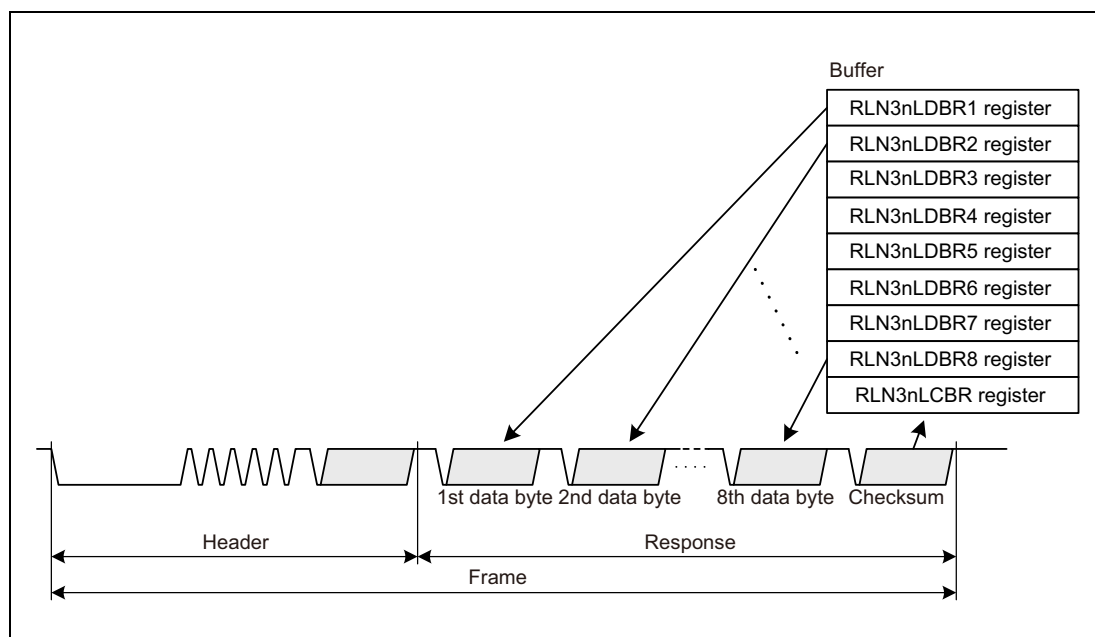 Buffer
RLN3nLDBR1 register
RLN3nLDBR2 register
RLN3nLDBR3 register
RLN3nLDBR4 register
RLN3nLDBR5 register
RLN3nLDBR6 register
RLN3nLDBR7 register
RLN3nLDBR8 register
RLN3nLCBR register
1st data byte 2nd data byte 8th data byte Checksum
Header Response
Frame